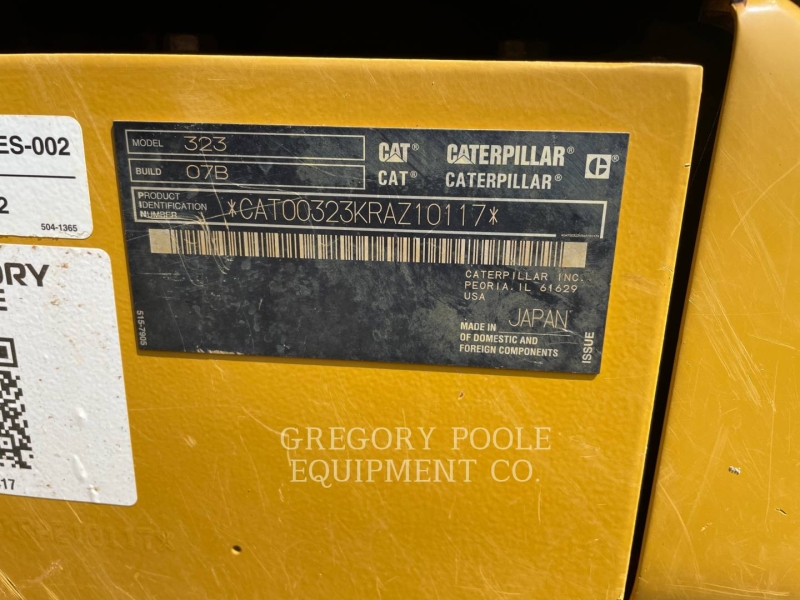 ES-002
2
504-1365
ORY
E
17
MODEL 323
BUILD 07B
CAT CATERPILLAR
CAT® CATERPILLAR®
PRODUCT IDENTIFICATION NUMBER *CAT00323KRAZ10117*
CATERPILLAR INC.
PEORIA, IL 61629
USA
MADE IN JAPAN
OF DOMESTIC AND
FOREIGN COMPONENTS
ISSUE
515-7905
GREGORY POOLE
EQUIPMENT CO.